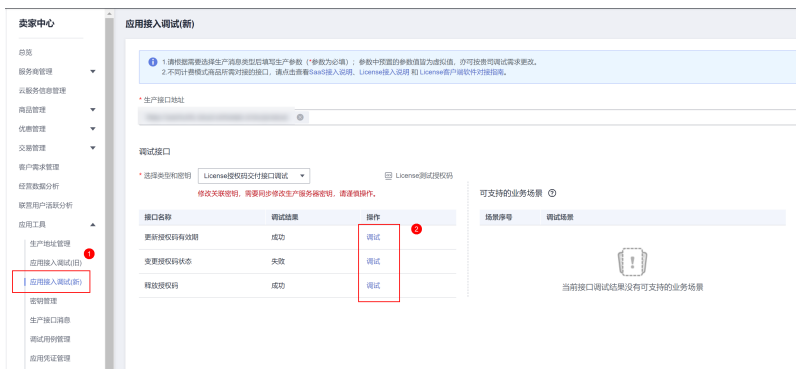 卖家中心
总览
服务商管理
云服务信息管理
商品管理
优惠管理
交易管理
客户需求管理
经营数据分析
联营用户活跃分析
应用工具
生产地址管理
应用接入调试(旧)
1
应用接入调试(新)
密钥管理
生产接口消息
调试用例管理
应用凭证管理
应用接入调试(新)
1.请根据需要选择生产消息类型后填写生产参数（*参数为必填）；参数中预置的参数值皆为虚拟值，亦可按贵司调试需求更改。
2.不同计费模式商品所需对接的接口，请点击查看SaaS接入说明、License接入说明 和 License客户端软件对接指南。
* 生产接口地址
调试接口
* 选择类型和密钥 License授权码交付接口调试 License测试授权码
修改关联密钥，需要同步修改生产服务器密钥，请谨慎操作。
接口名称 调试结果 操作
2
更新授权码有效期 成功 调试
变更授权码状态 失败 调试
释放授权码 成功 调试
可支持的业务场景
场景序号 调试场景
当前接口调试结果没有可支持的业务场景